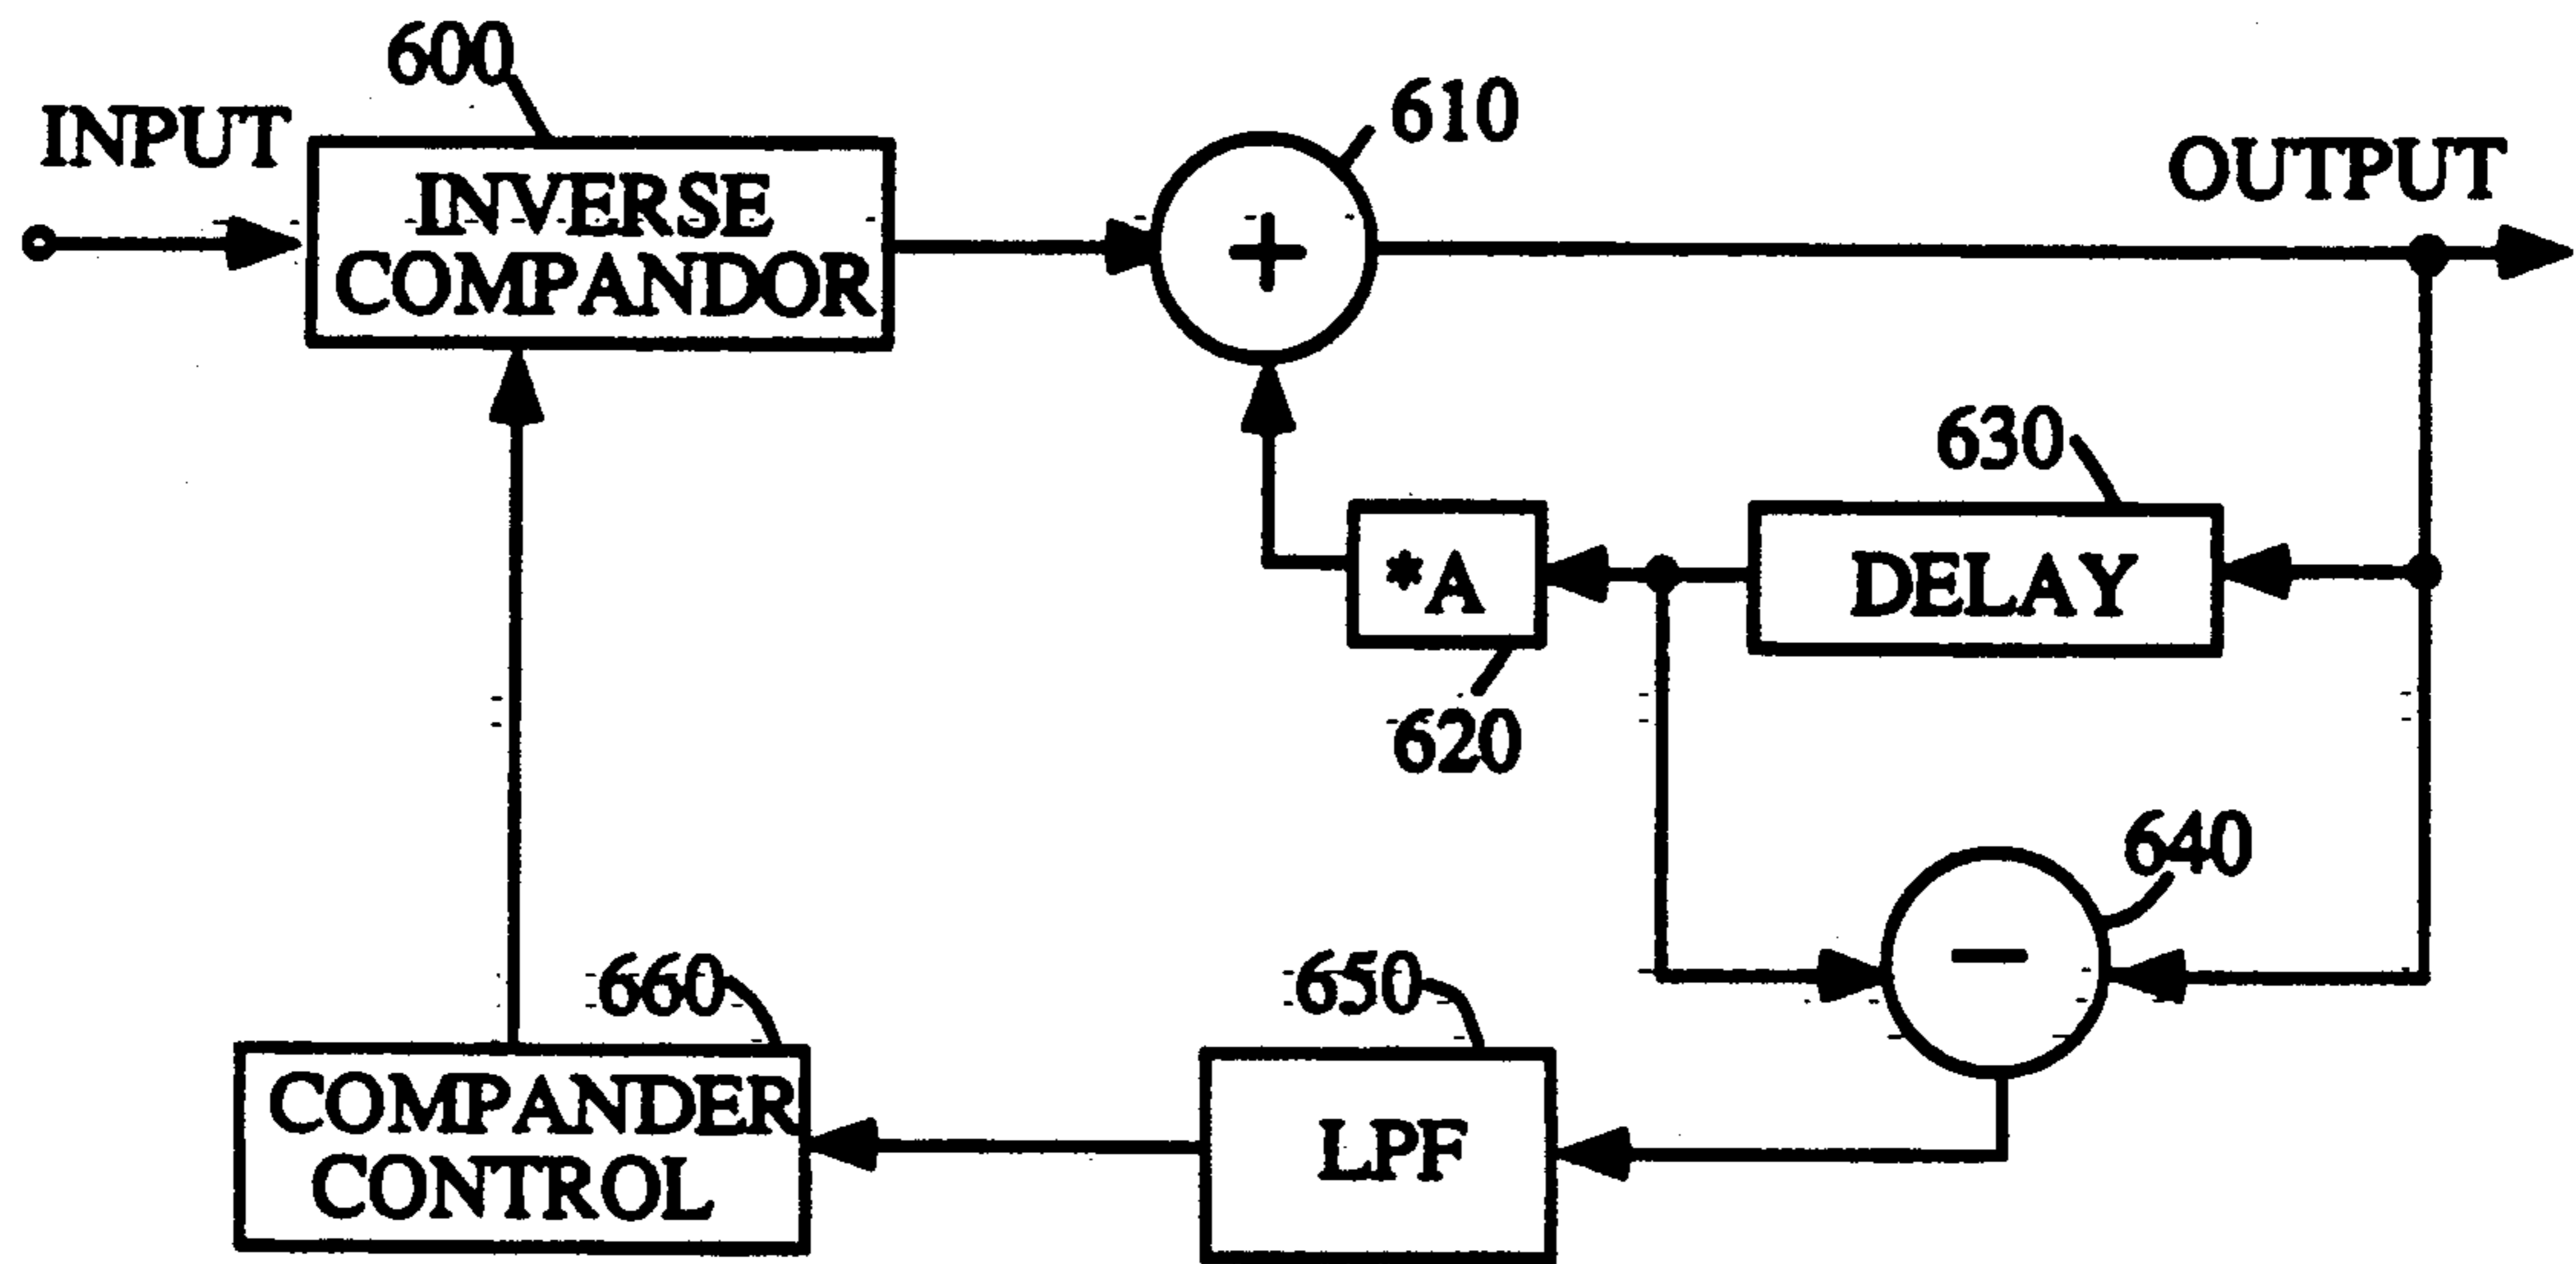 600
610
INPUT
OUTPUT
INVERSE
COMPANDOR
+
630
*A
DELAY
620
640
−
660
650
COMPANDER
CONTROL
LPF